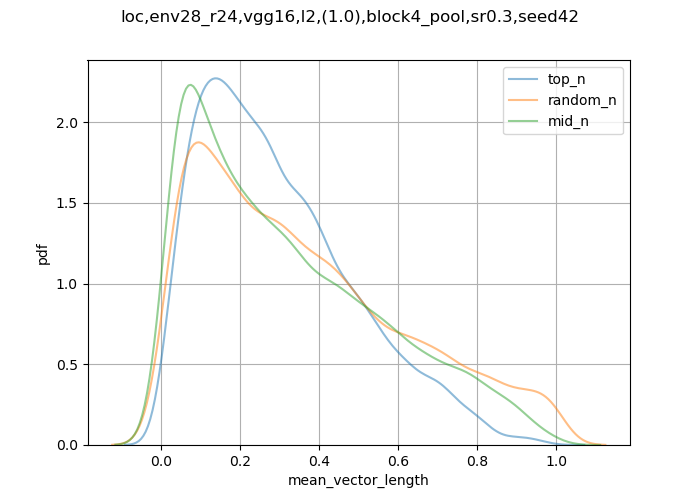 loc,env28_r24,vgg16,l2,(1.0),block4_pool,sr0.3,seed42
top_n
random_n
mid_n
pdf
2.0
1.5
1.0
0.5
0.0
0.0 0.2 0.4 0.6 0.8 1.0
mean_vector_length